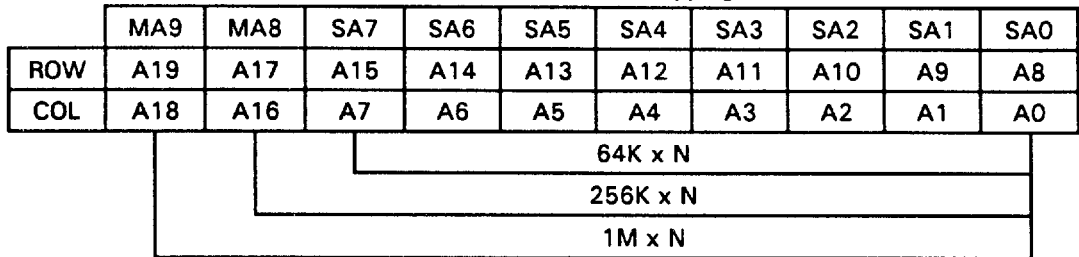 MA9 MA8 SA7 SA6 SA5 SA4 SA3 SA2 SA1 SA0
ROW A19 A17 A15 A14 A13 A12 A11 A10 A9 A8
COL A18 A16 A7 A6 A5 A4 A3 A2 A1 A0
64K x N
256K x N
1M x N